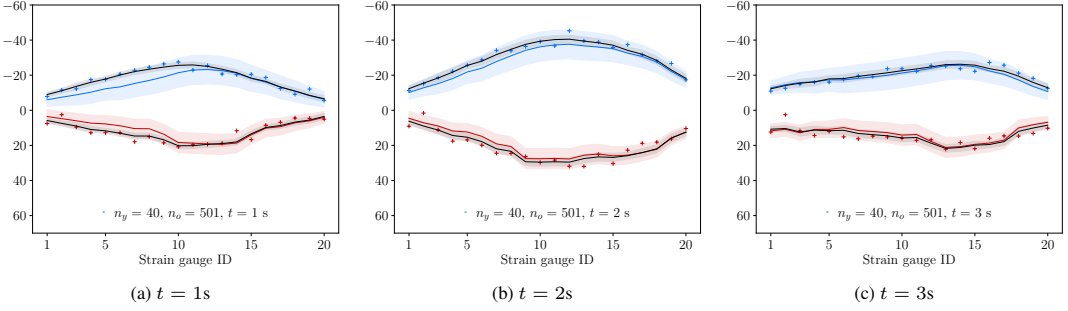 −60
−40
−20
0
20
40
60
1 5 10 15 20
Strain gauge ID
n_y = 40, n_o = 501, t = 1 s
(a) t = 1s
−60
−40
−20
0
20
40
60
1 5 10 15 20
Strain gauge ID
n_y = 40, n_o = 501, t = 2 s
(b) t = 2s
−60
−40
−20
0
20
40
60
1 5 10 15 20
Strain gauge ID
n_y = 40, n_o = 501, t = 3 s
(c) t = 3s